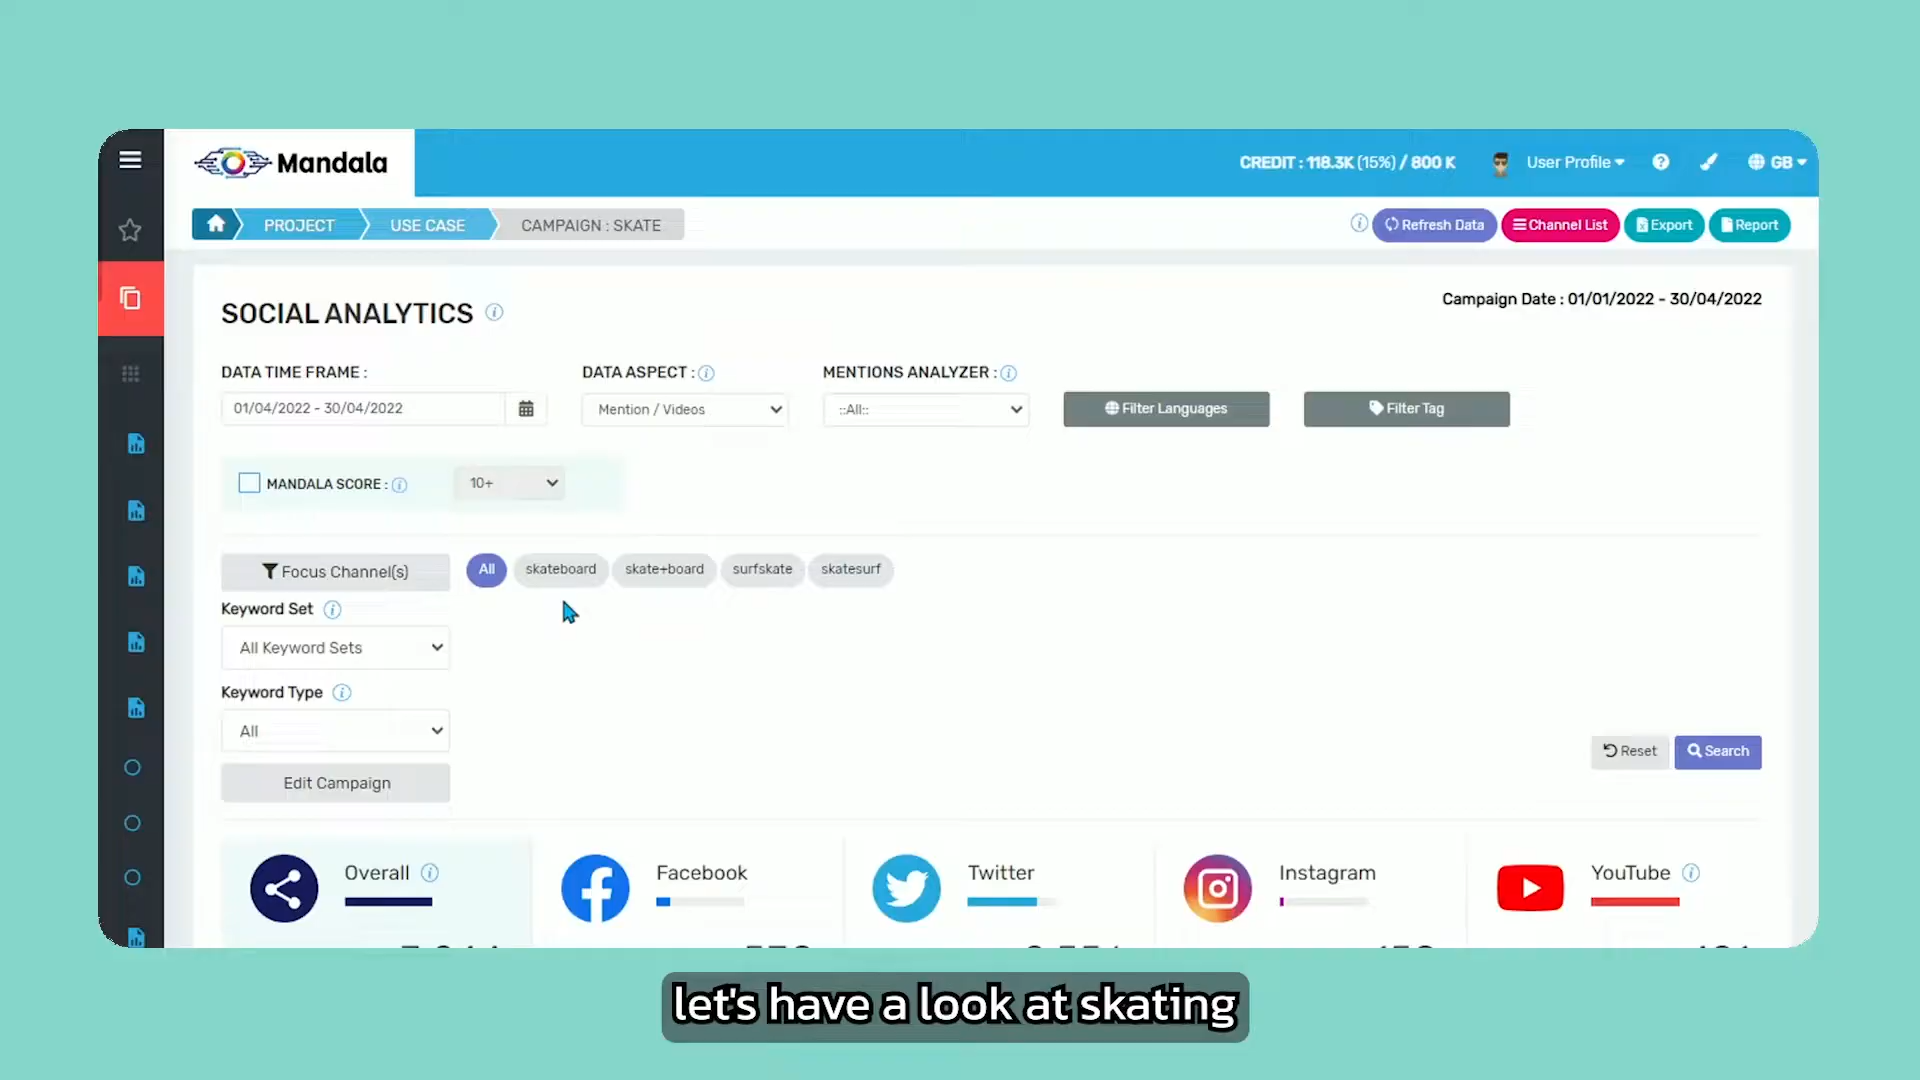 Mandala
CREDIT : 118.3K (15%) / 800 K
User Profile
GB
PROJECT
USE CASE
CAMPAIGN : SKATE
Refresh Data
Channel List
Export
Report
SOCIAL ANALYTICS
Campaign Date : 01/01/2022 - 30/04/2022
DATA TIME FRAME :
DATA ASPECT :
MENTIONS ANALYZER :
01/04/2022 - 30/04/2022
Mention / Videos
::All::
Filter Languages
Filter Tag
MANDALA SCORE :
10+
Focus Channel(s)
All
skateboard
skate+board
surfskate
skatesurf
Keyword Set
All Keyword Sets
Keyword Type
All
Reset
Search
Edit Campaign
Overall
Facebook
Twitter
Instagram
YouTube
let's have a look at skating